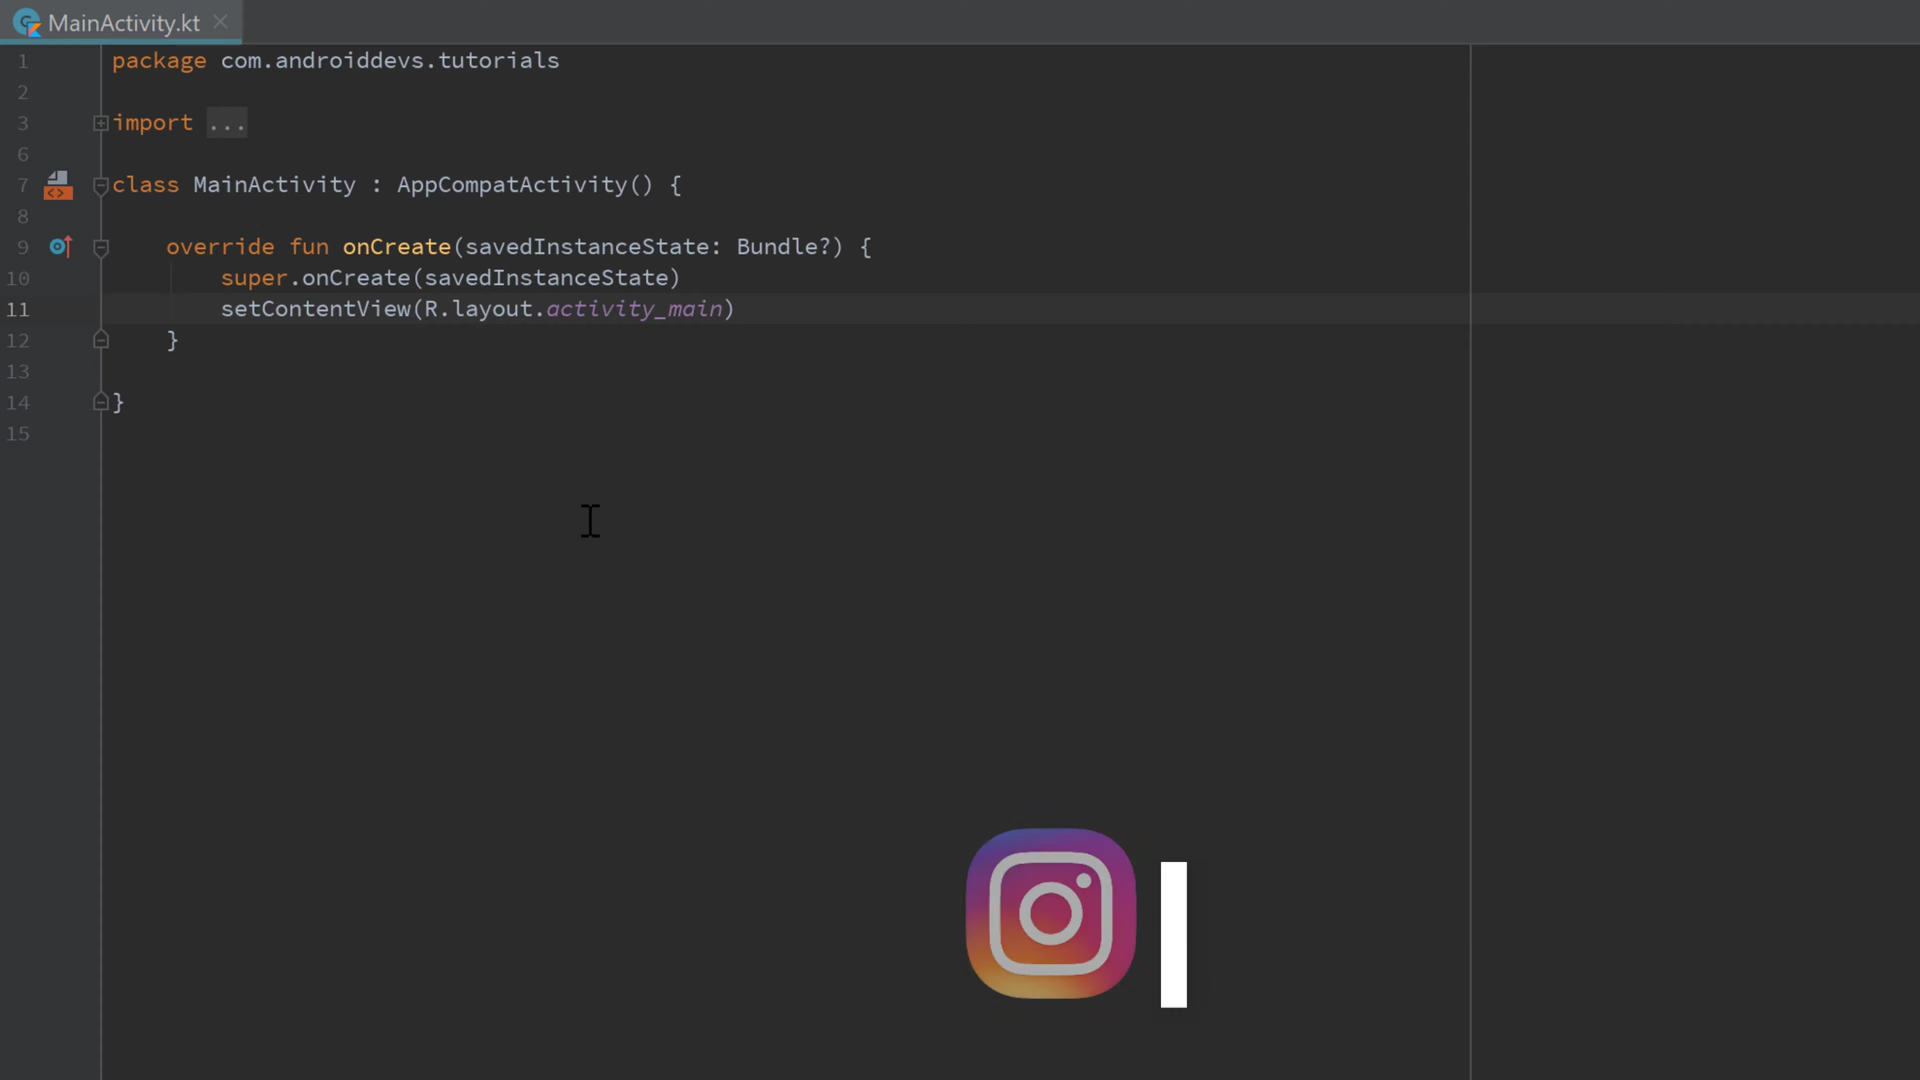 MainActivity.kt
1 package com.androiddevs.tutorials
2
3 import ...
6
7 class MainActivity : AppCompatActivity() {
8
9 override fun onCreate(savedInstanceState: Bundle?) {
10 super.onCreate(savedInstanceState)
11 setContentView(R.layout.activity_main)
12 }
13
14 }
15